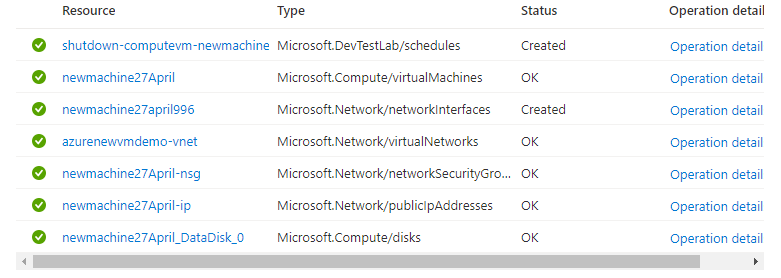 Resource Type Status Operation detail
shutdown-computevm-newmachine Microsoft.DevTestLab/schedules Created Operation detail
newmachine27April Microsoft.Compute/virtualMachines OK Operation detail
newmachine27april996 Microsoft.Network/networkInterfaces Created Operation detail
azurenewvmdemo-vnet Microsoft.Network/virtualNetworks OK Operation detail
newmachine27April-nsg Microsoft.Network/networkSecurityGro... OK Operation detail
newmachine27April-ip Microsoft.Network/publicIpAddresses OK Operation detail
newmachine27April_DataDisk_0 Microsoft.Compute/disks OK Operation detail